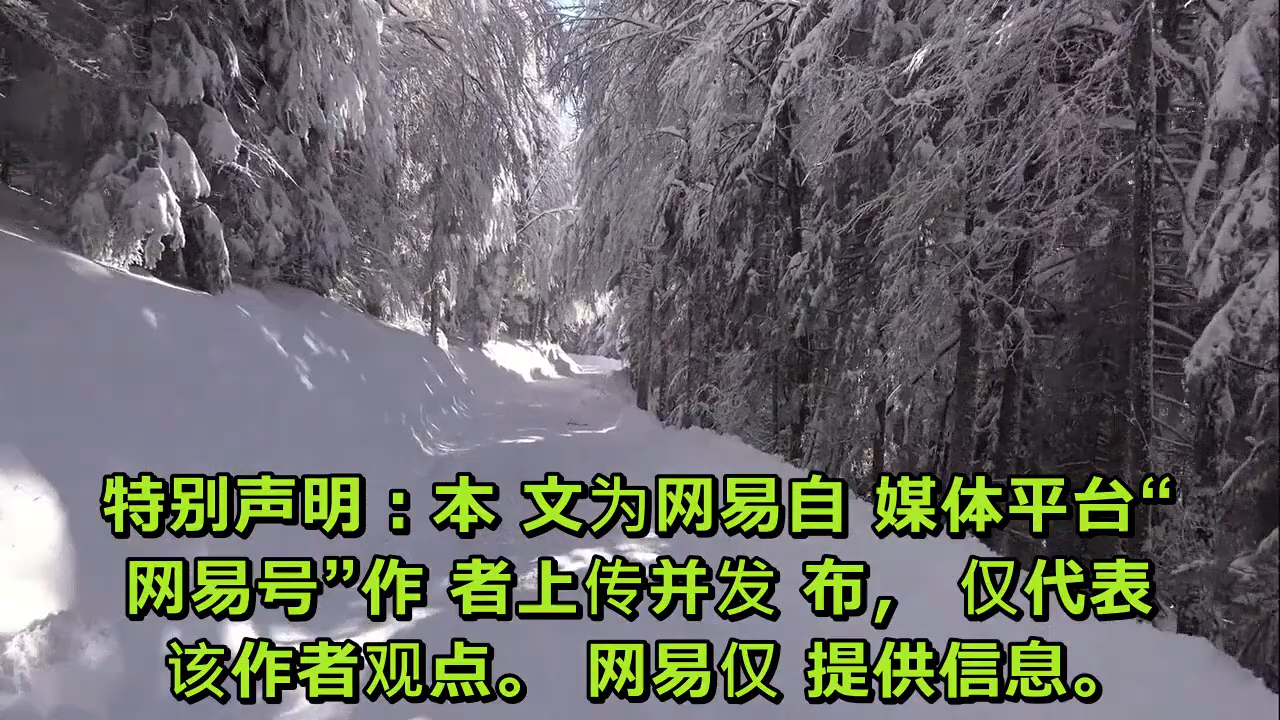 特别声明：本 文为网易自 媒体平台“
网易号”作 者上传并发 布， 仅代表
该作者观点。 网易仅 提供信息。